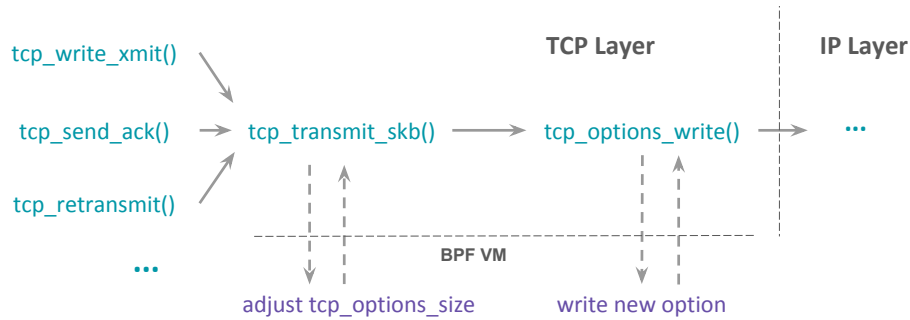 TCP Layer
IP Layer
tcp_write_xmit()
tcp_send_ack()
tcp_transmit_skb()
tcp_options_write()
...
tcp_retransmit()
...
BPF VM
adjust tcp_options_size
write new option